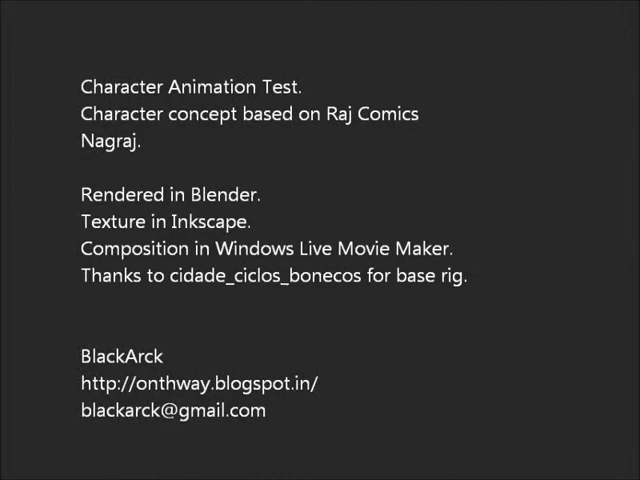 Character Animation Test.
Character concept based on Raj Comics
Nagraj.
Rendered in Blender.
Texture in Inkscape.
Composition in Windows Live Movie Maker.
Thanks to cidade_ciclos_bonecos for base rig.
BlackArck
http://onthway.blogspot.in/
blackarck@gmail.com